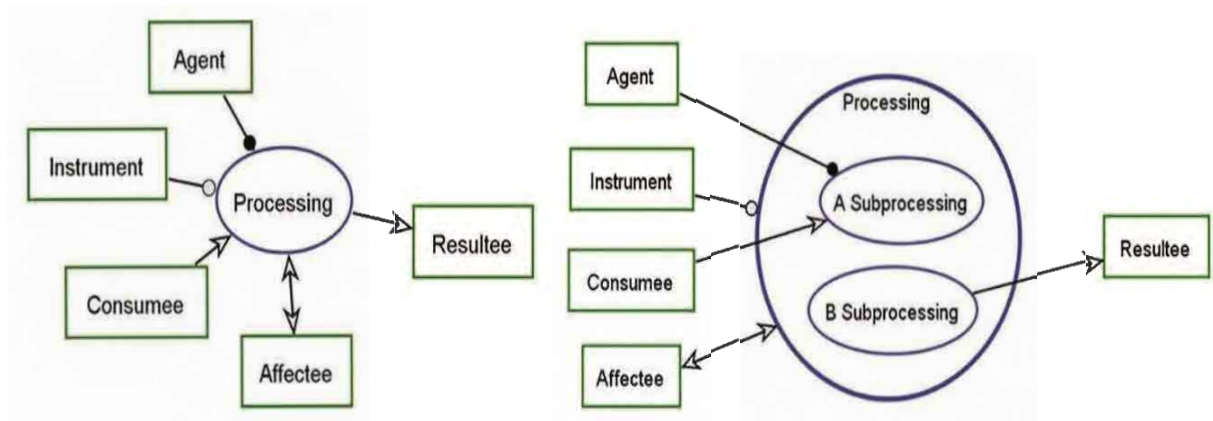 Agent
Instrument
Processing
Resultee
Consumee
Affectee
Agent
Processing
Instrument
A Subprocessing
Consumee
Resultee
B Subprocessing
Affectee